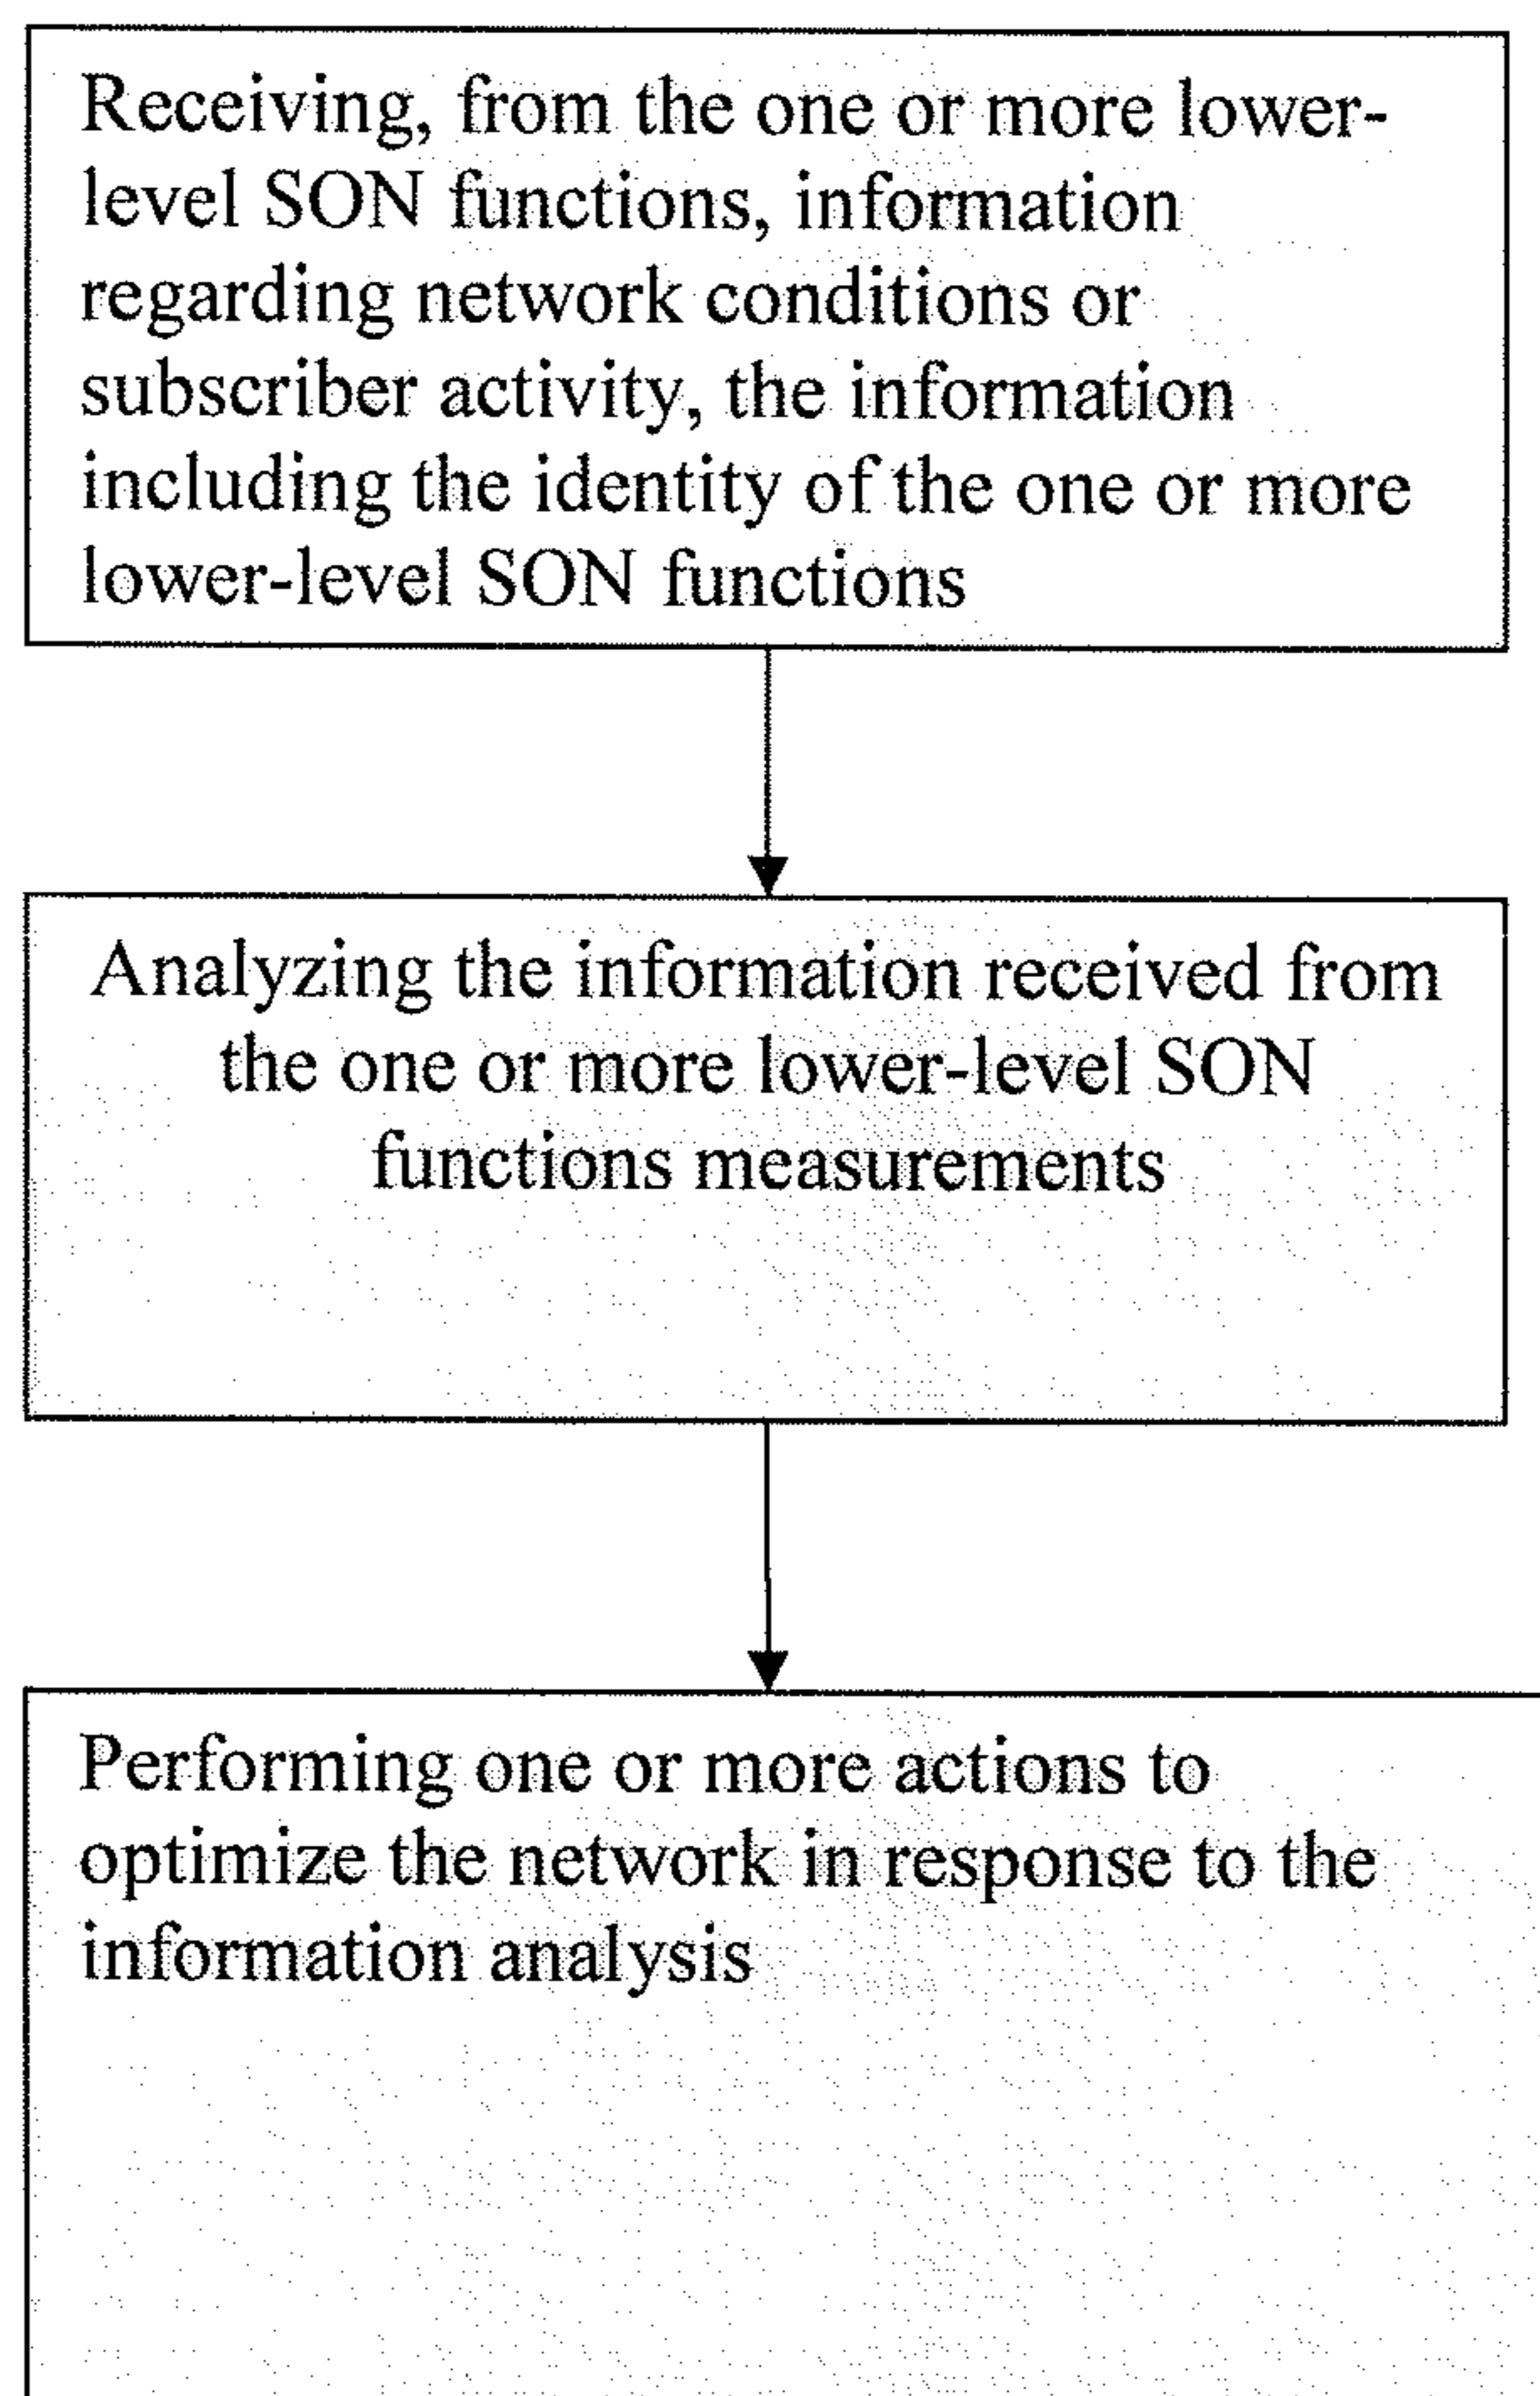 Receiving, from the one or more lower-
level SON functions, information
regarding network conditions or
subscriber activity, the information
including the identity of the one or more
lower-level SON functions
Analyzing the information received from
the one or more lower-level SON
functions measurements
Performing one or more actions to
optimize the network in response to the
information analysis